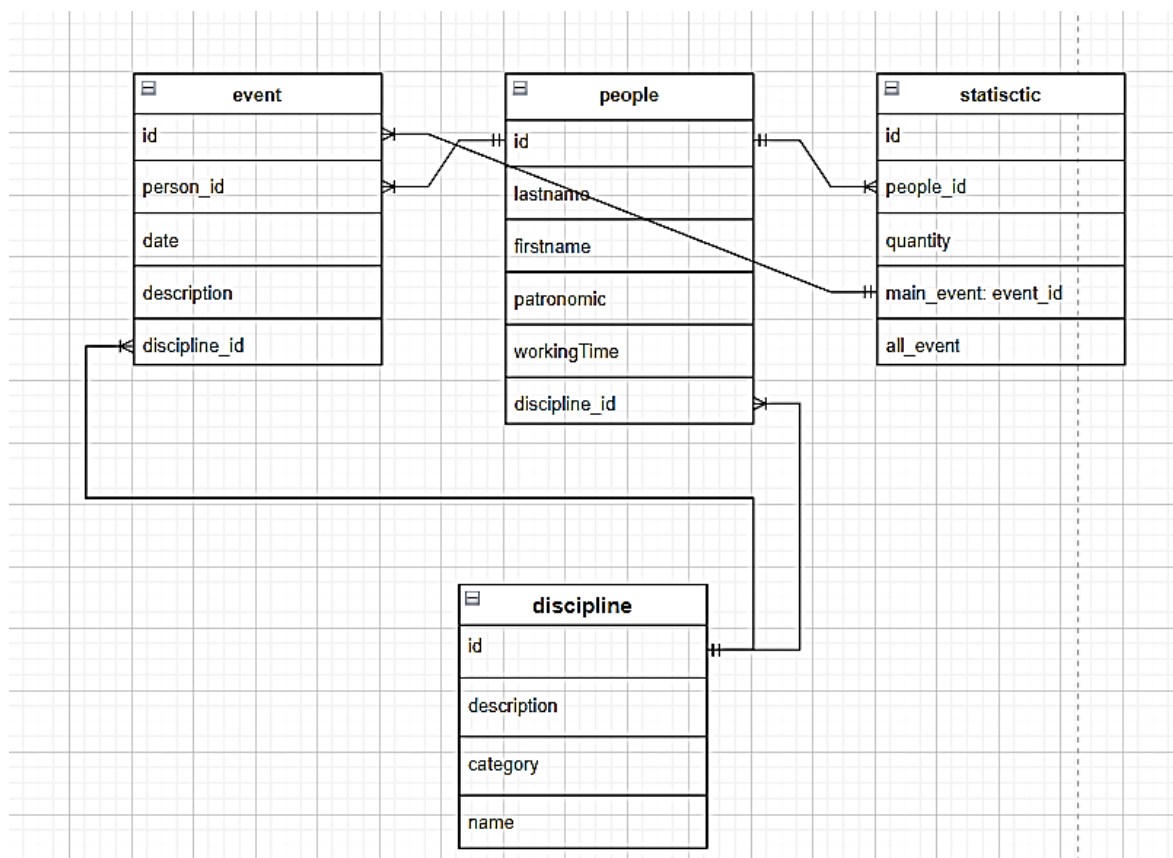 event
id
person_id
date
description
discipline_id
people
id
lastname
firstname
patronomic
workingTime
discipline_id
statisctic
id
people_id
quantity
main_event: event_id
all_event
discipline
id
description
category
name